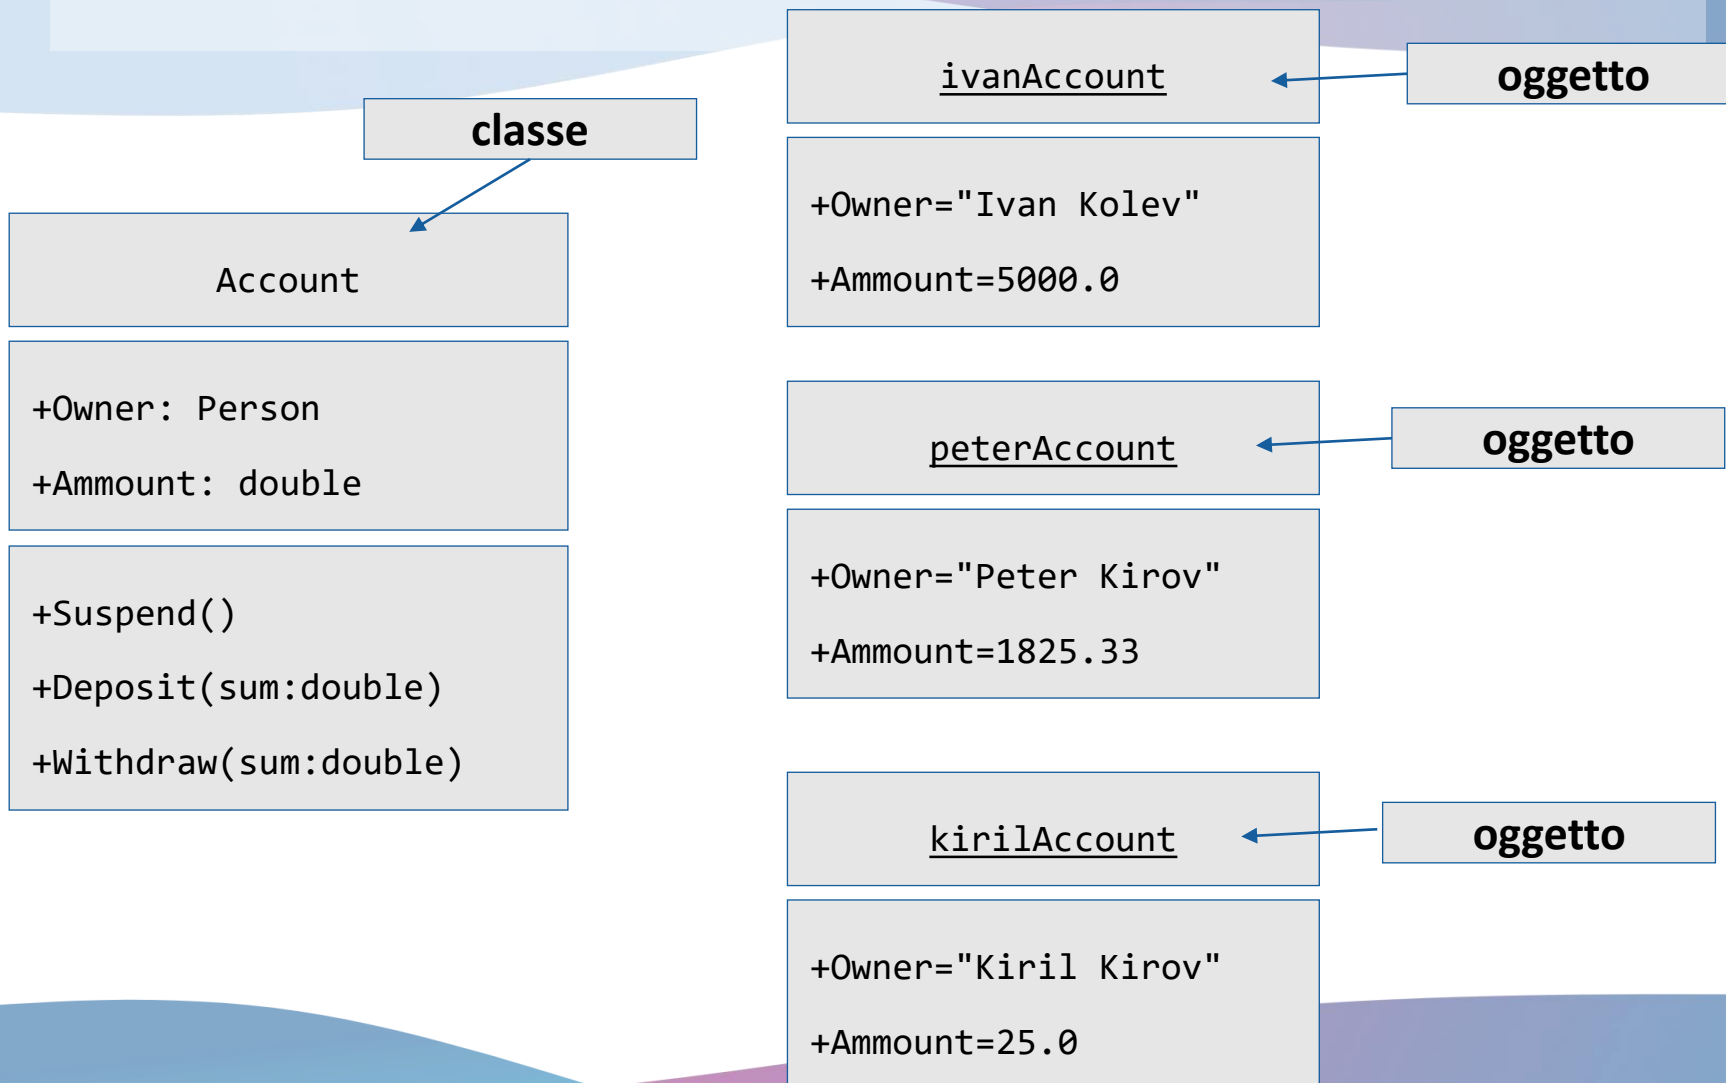 classe
Account
+Owner: Person
+Ammount: double
+Suspend()
+Deposit(sum:double)
+Withdraw(sum:double)
ivanAccount
oggetto
+Owner="Ivan Kolev"
+Ammount=5000.0
peterAccount
oggetto
+Owner="Peter Kirov"
+Ammount=1825.33
kirilAccount
oggetto
+Owner="Kiril Kirov"
+Ammount=25.0